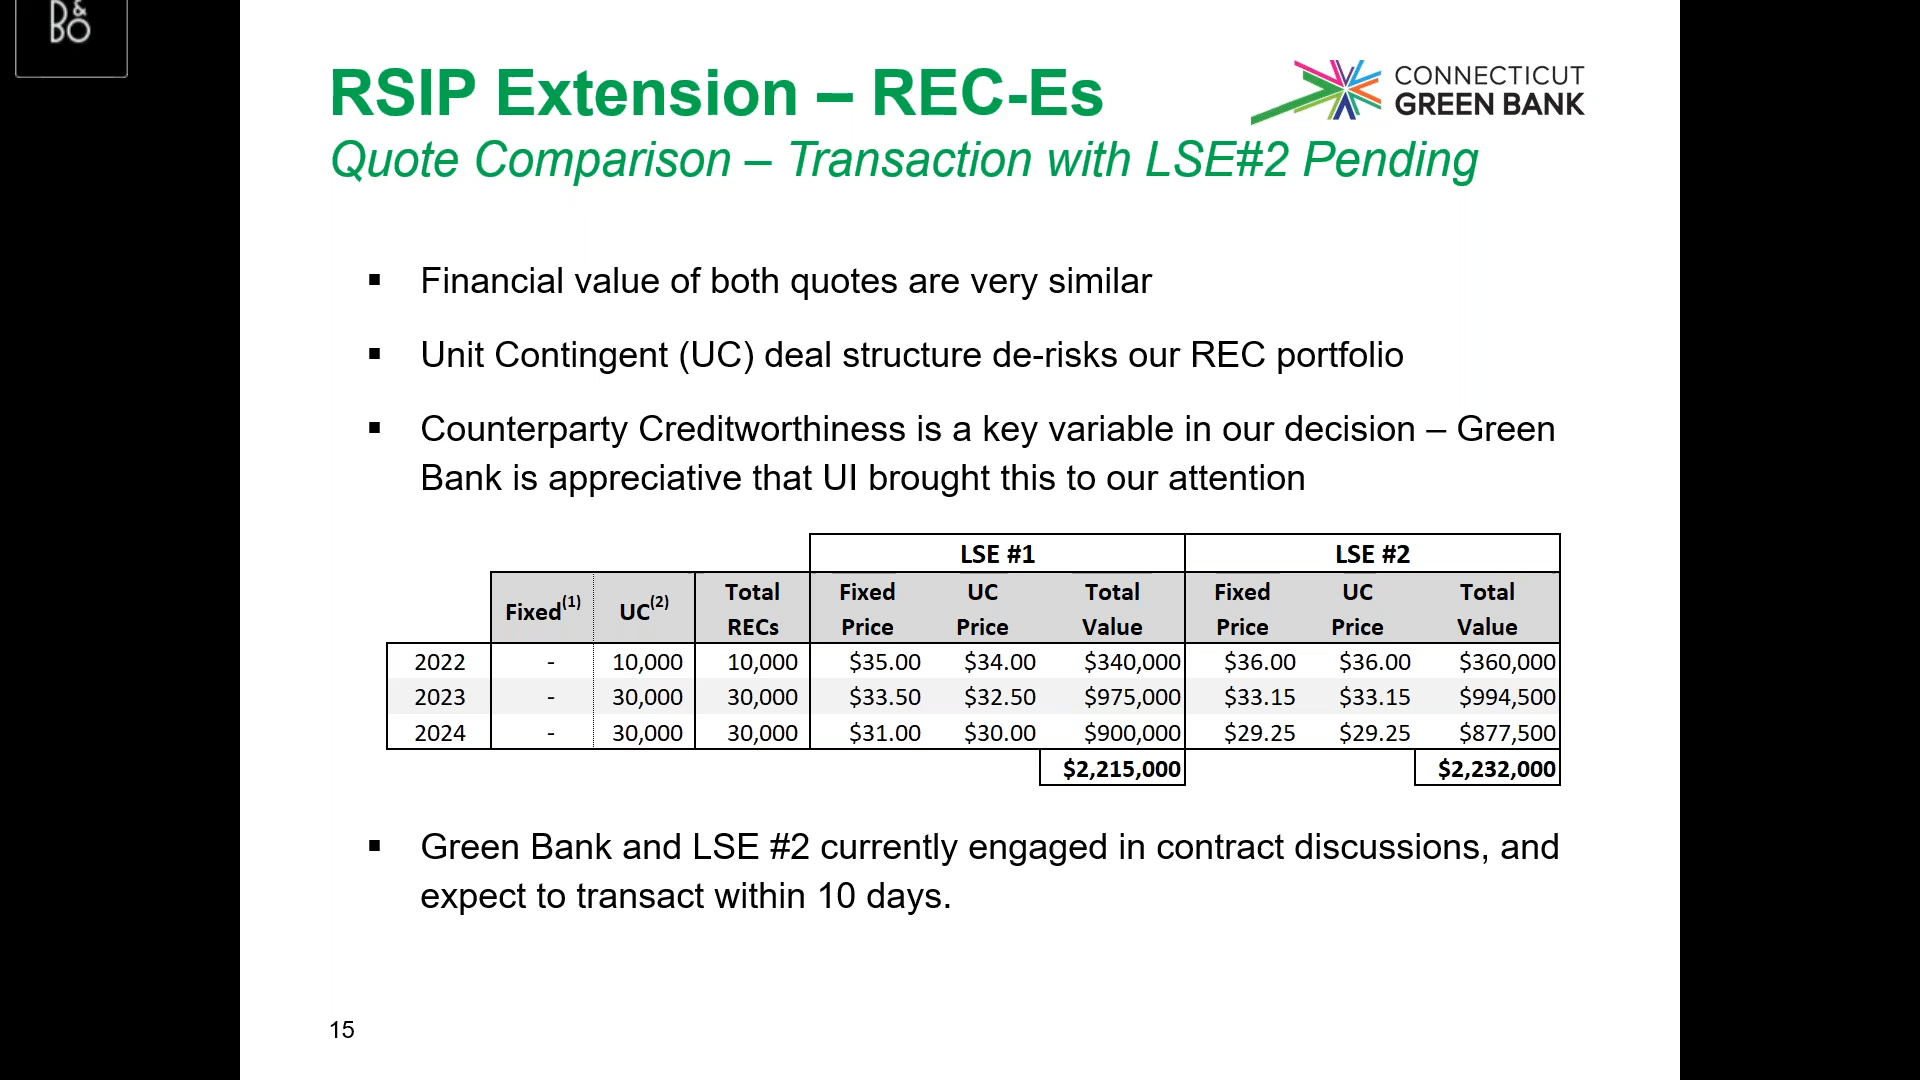 B&
BO
RSIP Extension – REC-Es
CONNECTICUT
GREEN BANK
Quote Comparison – Transaction with LSE#2 Pending
▪ Financial value of both quotes are very similar
▪ Unit Contingent (UC) deal structure de-risks our REC portfolio
▪ Counterparty Creditworthiness is a key variable in our decision – Green
Bank is appreciative that UI brought this to our attention
LSE #1 LSE #2
Fixed(1) UC(2) Total RECs Fixed Price UC Price Total Value Fixed Price UC Price Total Value
2022 - 10,000 10,000 $35.00 $34.00 $340,000 $36.00 $36.00 $360,000
2023 - 30,000 30,000 $33.50 $32.50 $975,000 $33.15 $33.15 $994,500
2024 - 30,000 30,000 $31.00 $30.00 $900,000 $29.25 $29.25 $877,500
$2,215,000 $2,232,000
▪ Green Bank and LSE #2 currently engaged in contract discussions, and
expect to transact within 10 days.
15